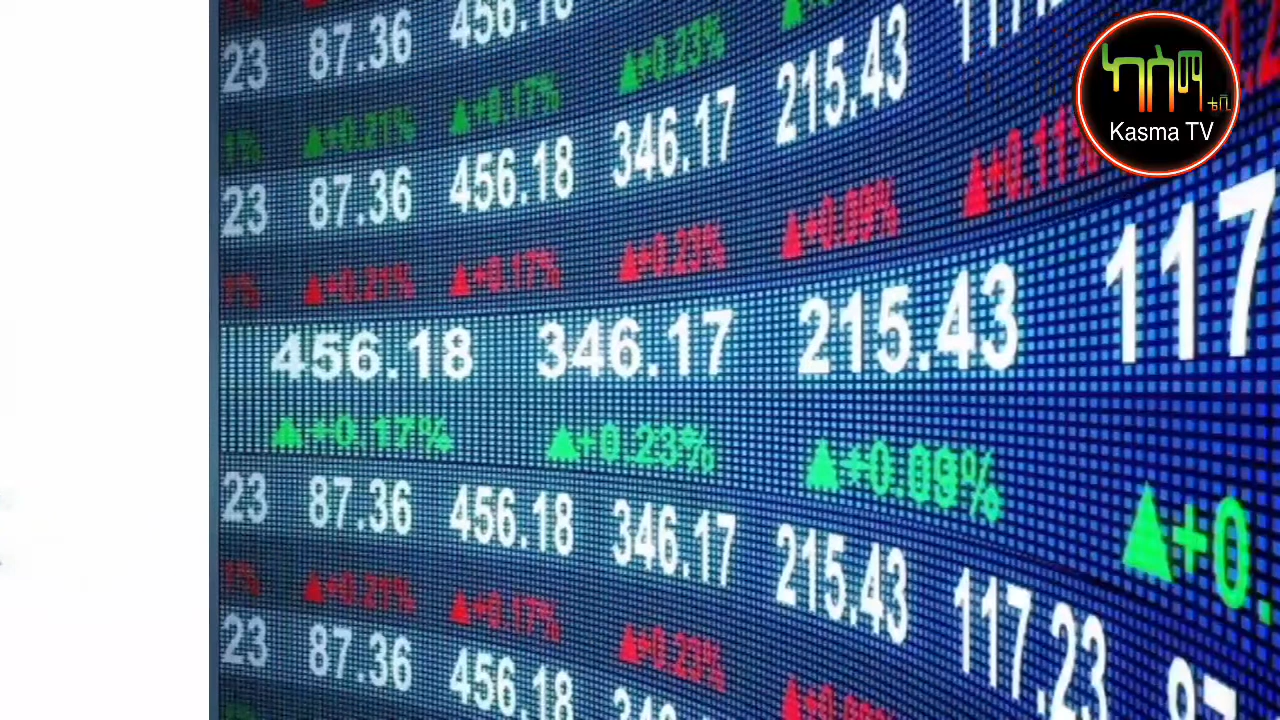 456.18
23 87.36
+0.23%
215.43
+0.21% +0.17%
346.17
23 87.36 456.18
+0.11%
+0.09%
+0.23%
+0.21% +0.17%
117
456.18 346.17 215.43
+0.17% +0.23% +0.09%
+0
23 87.36 456.18 346.17 215.43 117.23
+0.21% +0.17% +0.23%
23 87.36 456.18
ካስማ
ቴቪ
Kasma TV